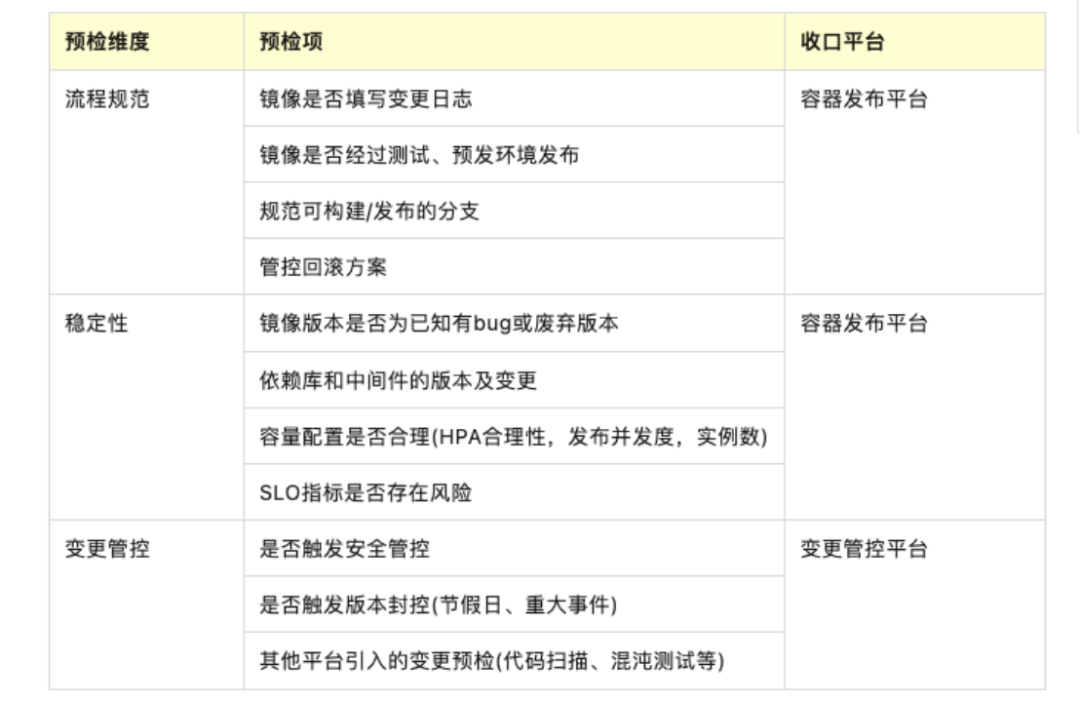 预检维度 预检项 收口平台
流程规范 镜像是否填写变更日志 容器发布平台
镜像是否经过测试、预发环境发布
规范可构建/发布的分支
管控回滚方案
稳定性 镜像版本是否为已知有bug或废弃版本 容器发布平台
依赖库和中间件的版本及变更
容量配置是否合理(HPA合理性，发布并发度，实例数)
SLO指标是否存在风险
变更管控 是否触发安全管控 变更管控平台
是否触发版本封控(节假日、重大事件)
其他平台引入的变更预检(代码扫描、混沌测试等)